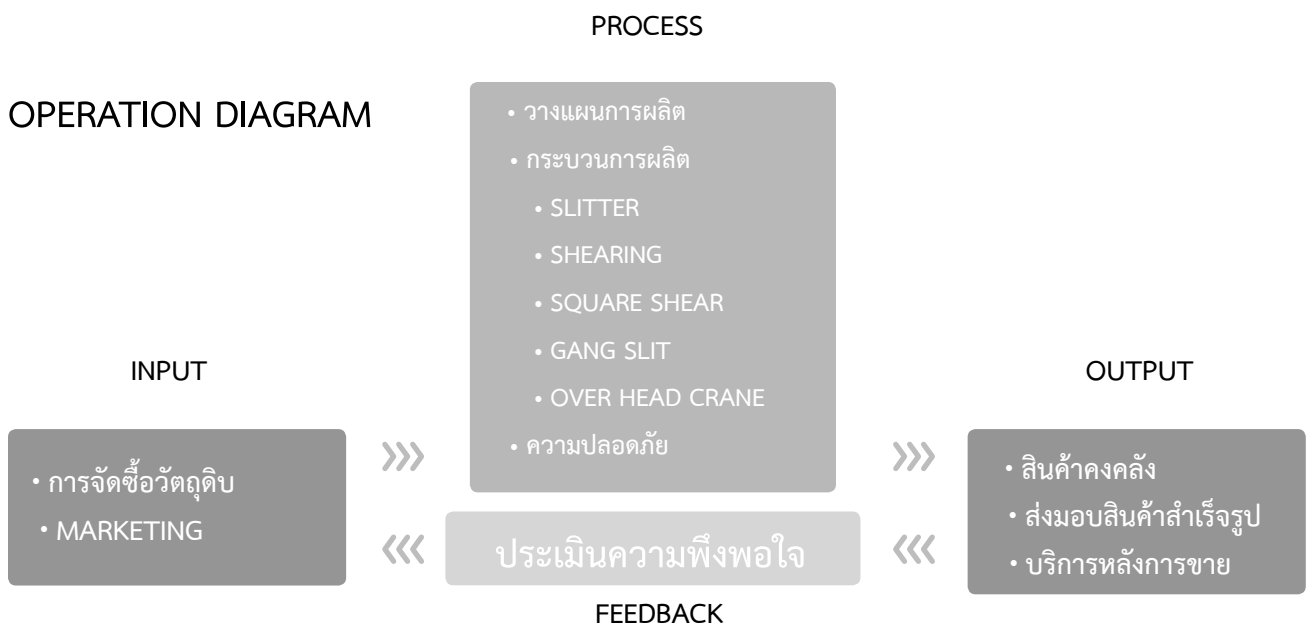 OPERATION DIAGRAM
INPUT
• การจัดซื้อวัตถุดิบ
• MARKETING
PROCESS
• วางแผนการผลิต
• กระบวนการผลิต
• SLITTER
• SHEARING
• SQUARE SHEAR
• GANG SLIT
• OVER HEAD CRANE
• ความปลอดภัย
OUTPUT
• สินค้าคงคลัง
• ส่งมอบสินค้าสำเร็จรูป
• บริการหลังการขาย
ประเมินความพึงพอใจ
FEEDBACK